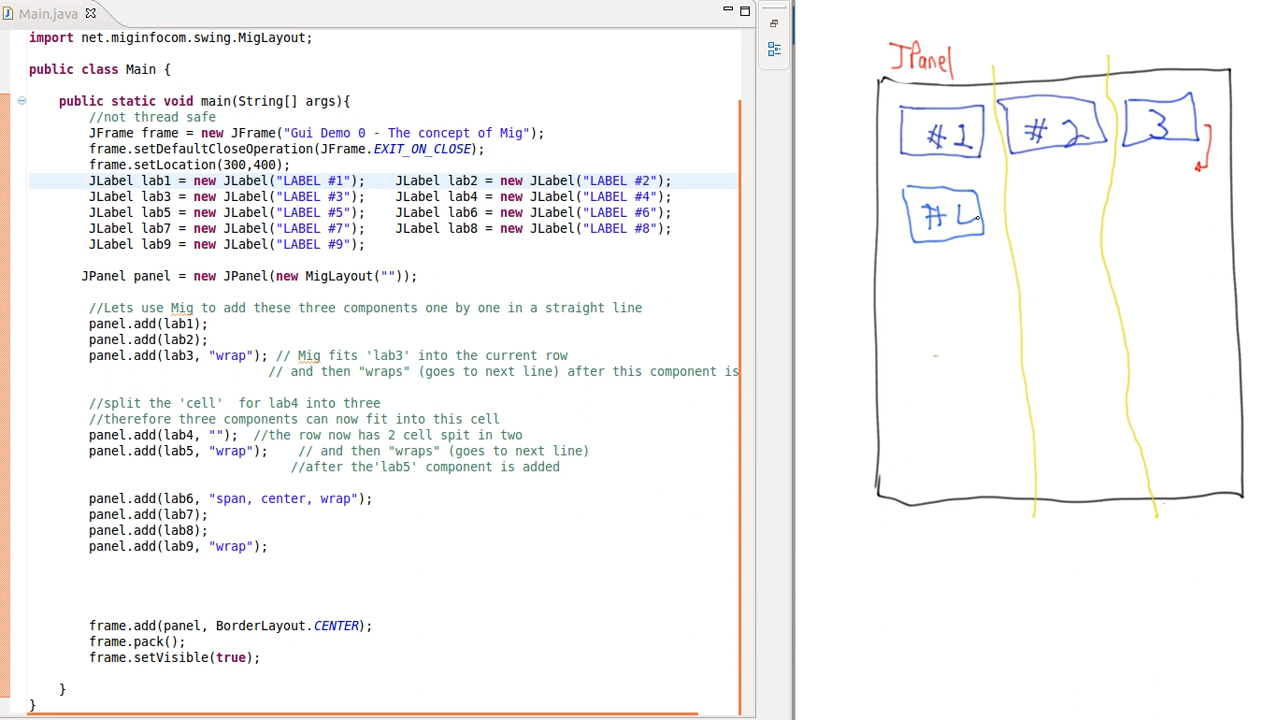 Main.java
import net.miginfocom.swing.MigLayout;
public class Main {
public static void main(String[] args){
//not thread safe
JFrame frame = new JFrame("Gui Demo 0 - The concept of Mig");
frame.setDefaultCloseOperation(JFrame.EXIT_ON_CLOSE);
frame.setLocation(300,400);
JLabel lab1 = new JLabel("LABEL #1"); JLabel lab2 = new JLabel("LABEL #2");
JLabel lab3 = new JLabel("LABEL #3"); JLabel lab4 = new JLabel("LABEL #4");
JLabel lab5 = new JLabel("LABEL #5"); JLabel lab6 = new JLabel("LABEL #6");
JLabel lab7 = new JLabel("LABEL #7"); JLabel lab8 = new JLabel("LABEL #8");
JLabel lab9 = new JLabel("LABEL #9");
JPanel panel = new JPanel(new MigLayout(""));
//Lets use Mig to add these three components one by one in a straight line
panel.add(lab1);
panel.add(lab2);
panel.add(lab3, "wrap"); // Mig fits 'lab3' into the current row
// and then "wraps" (goes to next line) after this component is
//split the 'cell'  for lab4 into three
//therefore three components can now fit into this cell
panel.add(lab4, ""); //the row now has 2 cell spit in two
panel.add(lab5, "wrap"); // and then "wraps" (goes to next line)
//after the'lab5' component is added
panel.add(lab6, "span, center, wrap");
panel.add(lab7);
panel.add(lab8);
panel.add(lab9, "wrap");
frame.add(panel, BorderLayout.CENTER);
frame.pack();
frame.setVisible(true);
}
}
JPanel
#1 #2 3
#L